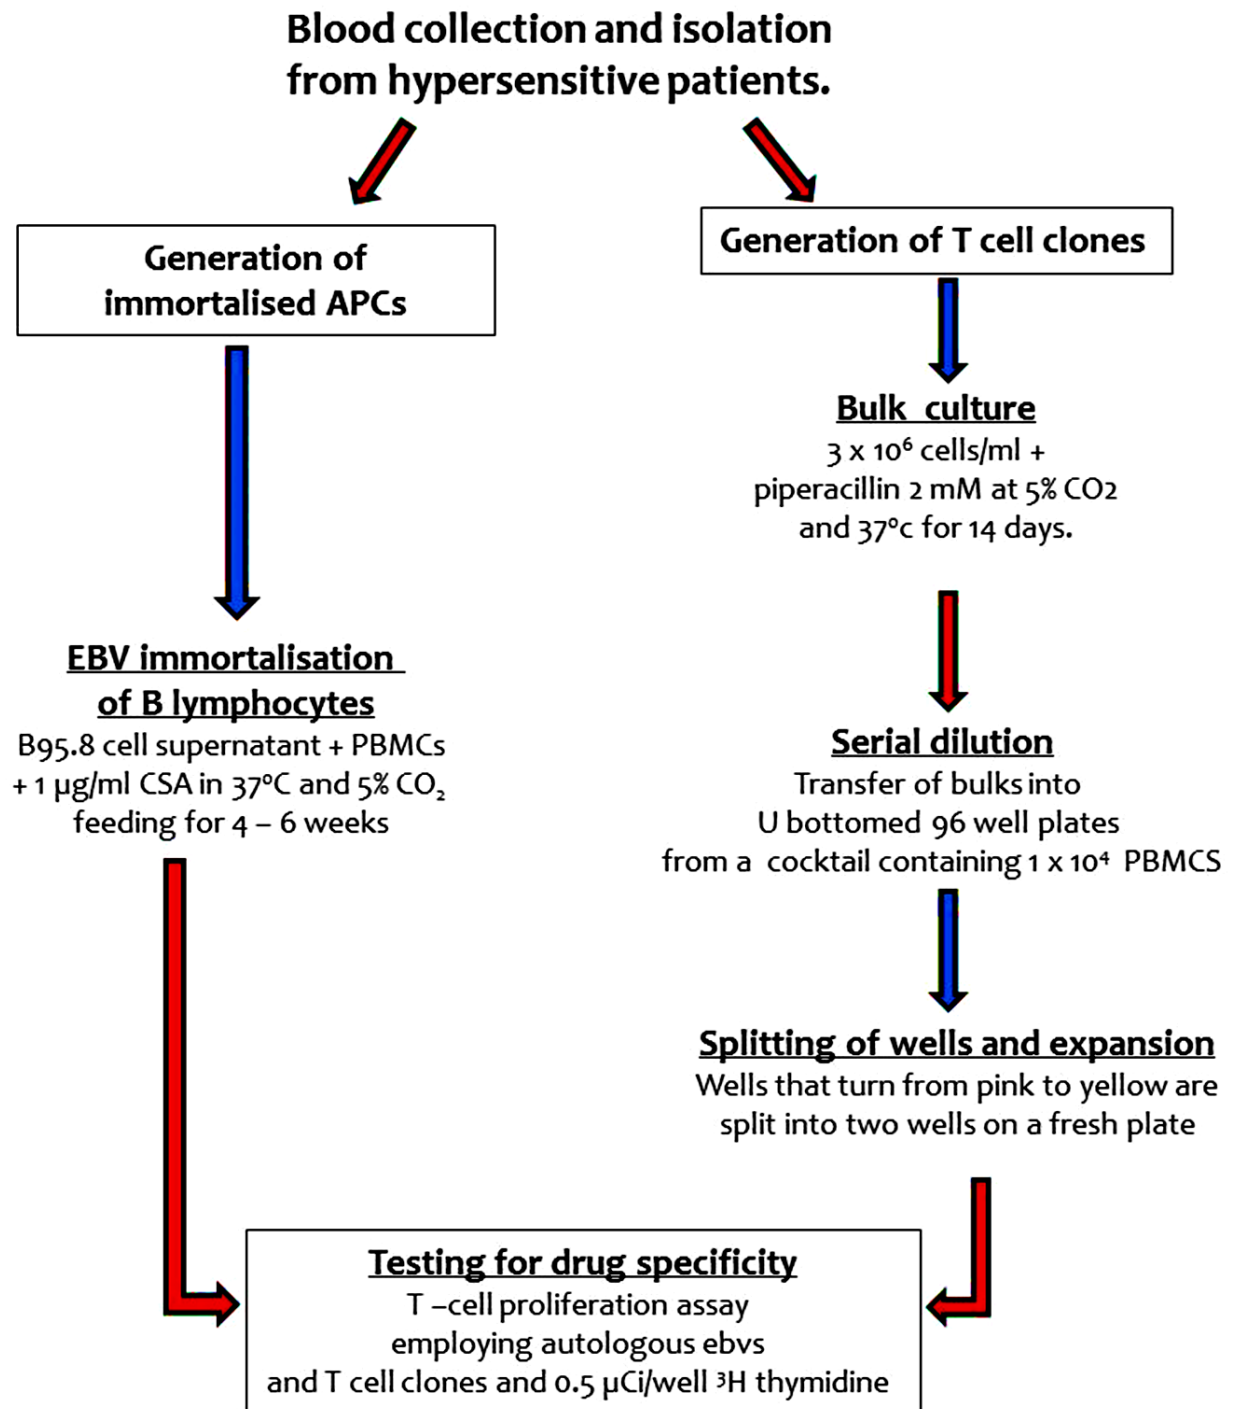 Blood collection and isolation
from hypersensitive patients.
Generation of
immortalised APCs
EBV immortalisation
of B lymphocytes
B95.8 cell supernatant + PBMCs
+ 1 µg/ml CSA in 37ºC and 5% CO₂
feeding for 4 – 6 weeks
Generation of T cell clones
Bulk culture
3 x 10⁶ cells/ml +
piperacillin 2 mM at 5% CO2
and 37ºc for 14 days.
Serial dilution
Transfer of bulks into
U bottomed 96 well plates
from a cocktail containing 1 x 10⁴ PBMCS
Splitting of wells and expansion
Wells that turn from pink to yellow are
split into two wells on a fresh plate
Testing for drug specificity
T –cell proliferation assay
employing autologous ebvs
and T cell clones and 0.5 µCi/well ³H thymidine